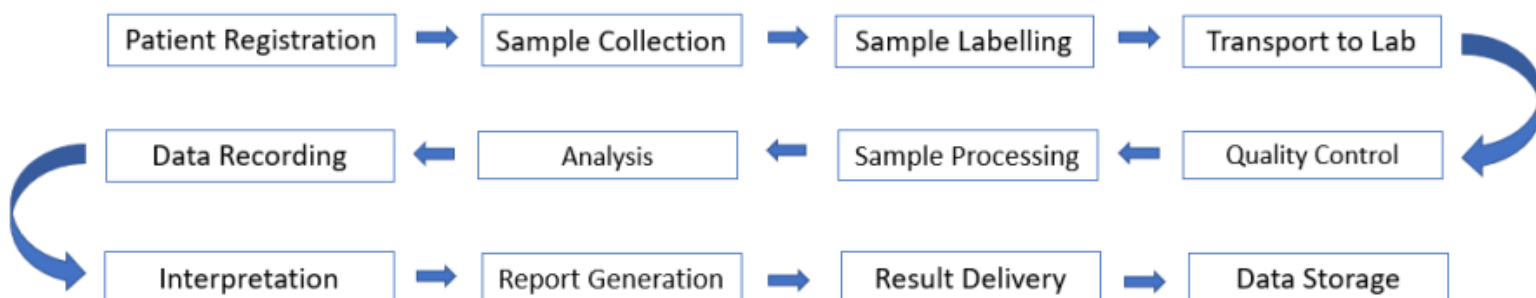 Patient Registration
Sample Collection
Sample Labelling
Transport to Lab
Quality Control
Sample Processing
Analysis
Data Recording
Interpretation
Report Generation
Result Delivery
Data Storage